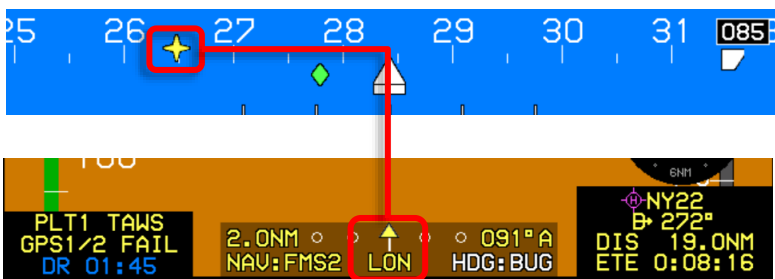 25 26 27 28 29 30 31 085
100
6NM
NY22
272°
DIS 19.0NM
ETE 0:08:16
PLT1 TAWS
GPS1/2 FAIL
DR 01:45
2.0NM 091°A
NAV:FMS2 LON HDG:BUG